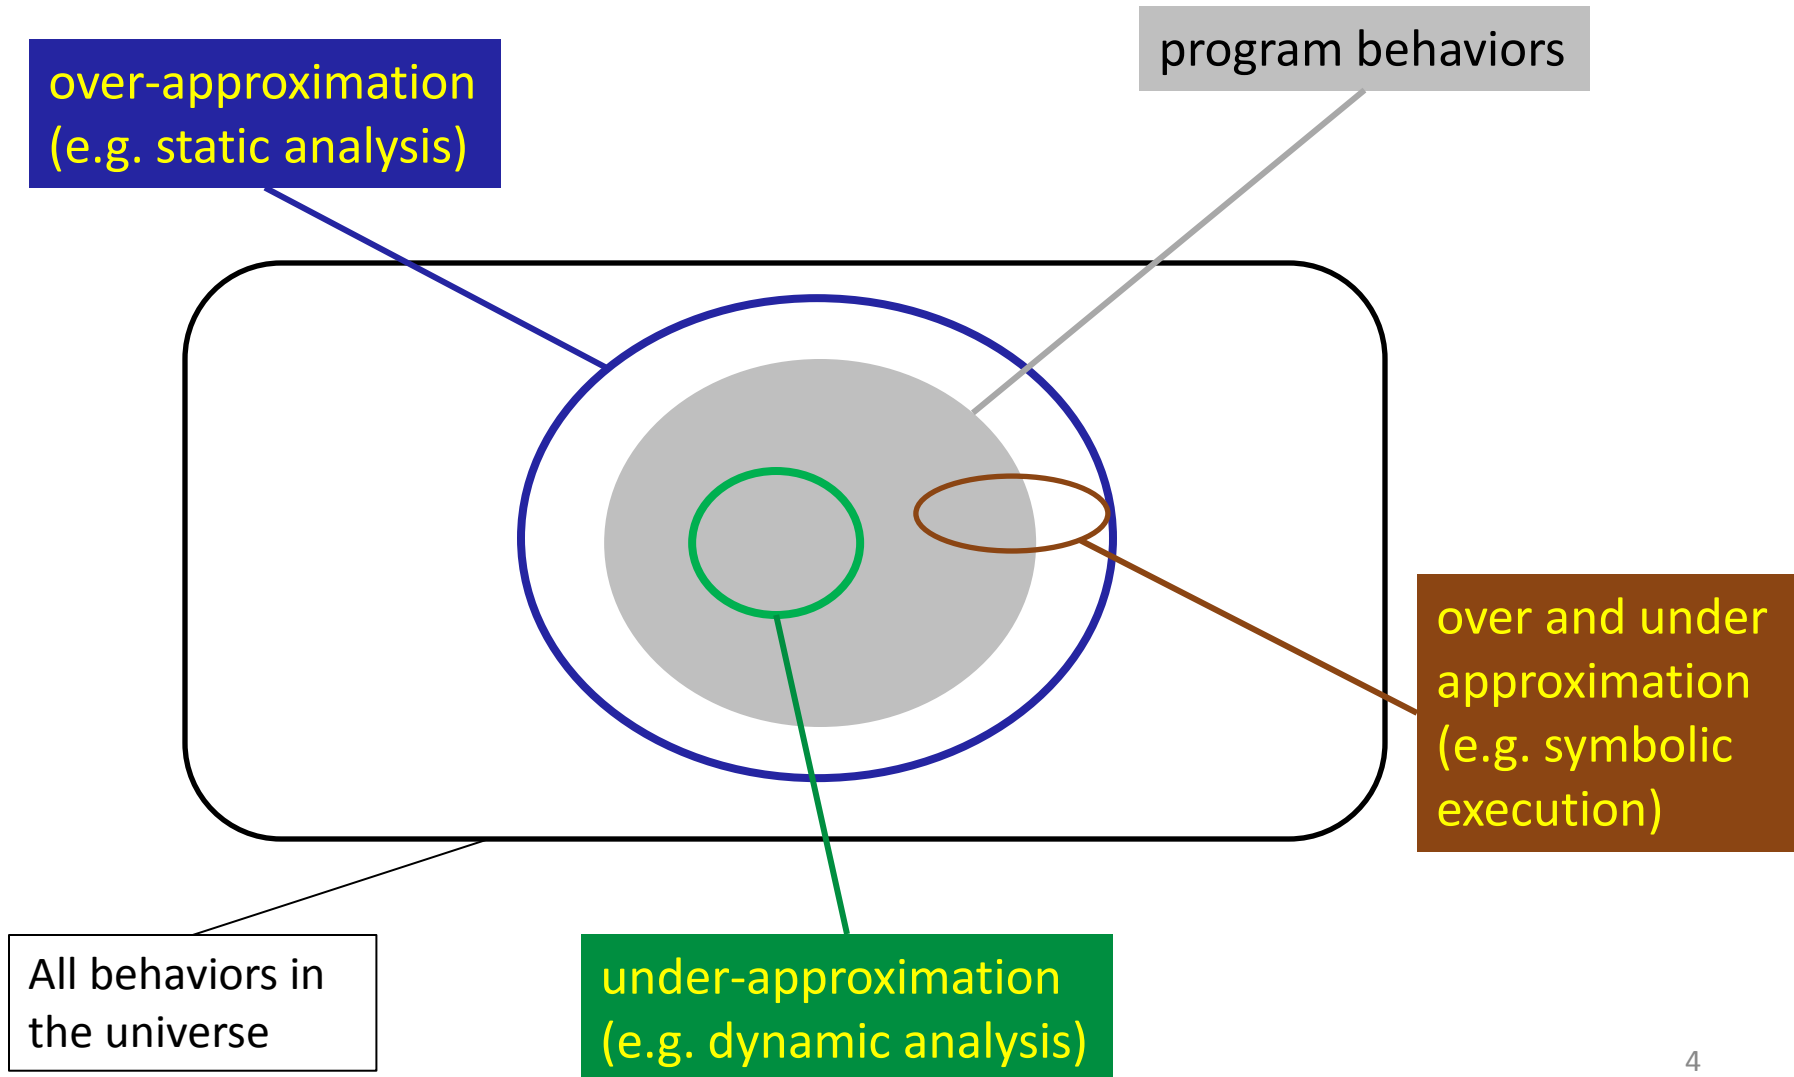 program behaviors
over-approximation
(e.g. static analysis)
over and under
approximation
(e.g. symbolic
execution)
All behaviors in
the universe
under-approximation
(e.g. dynamic analysis)
4